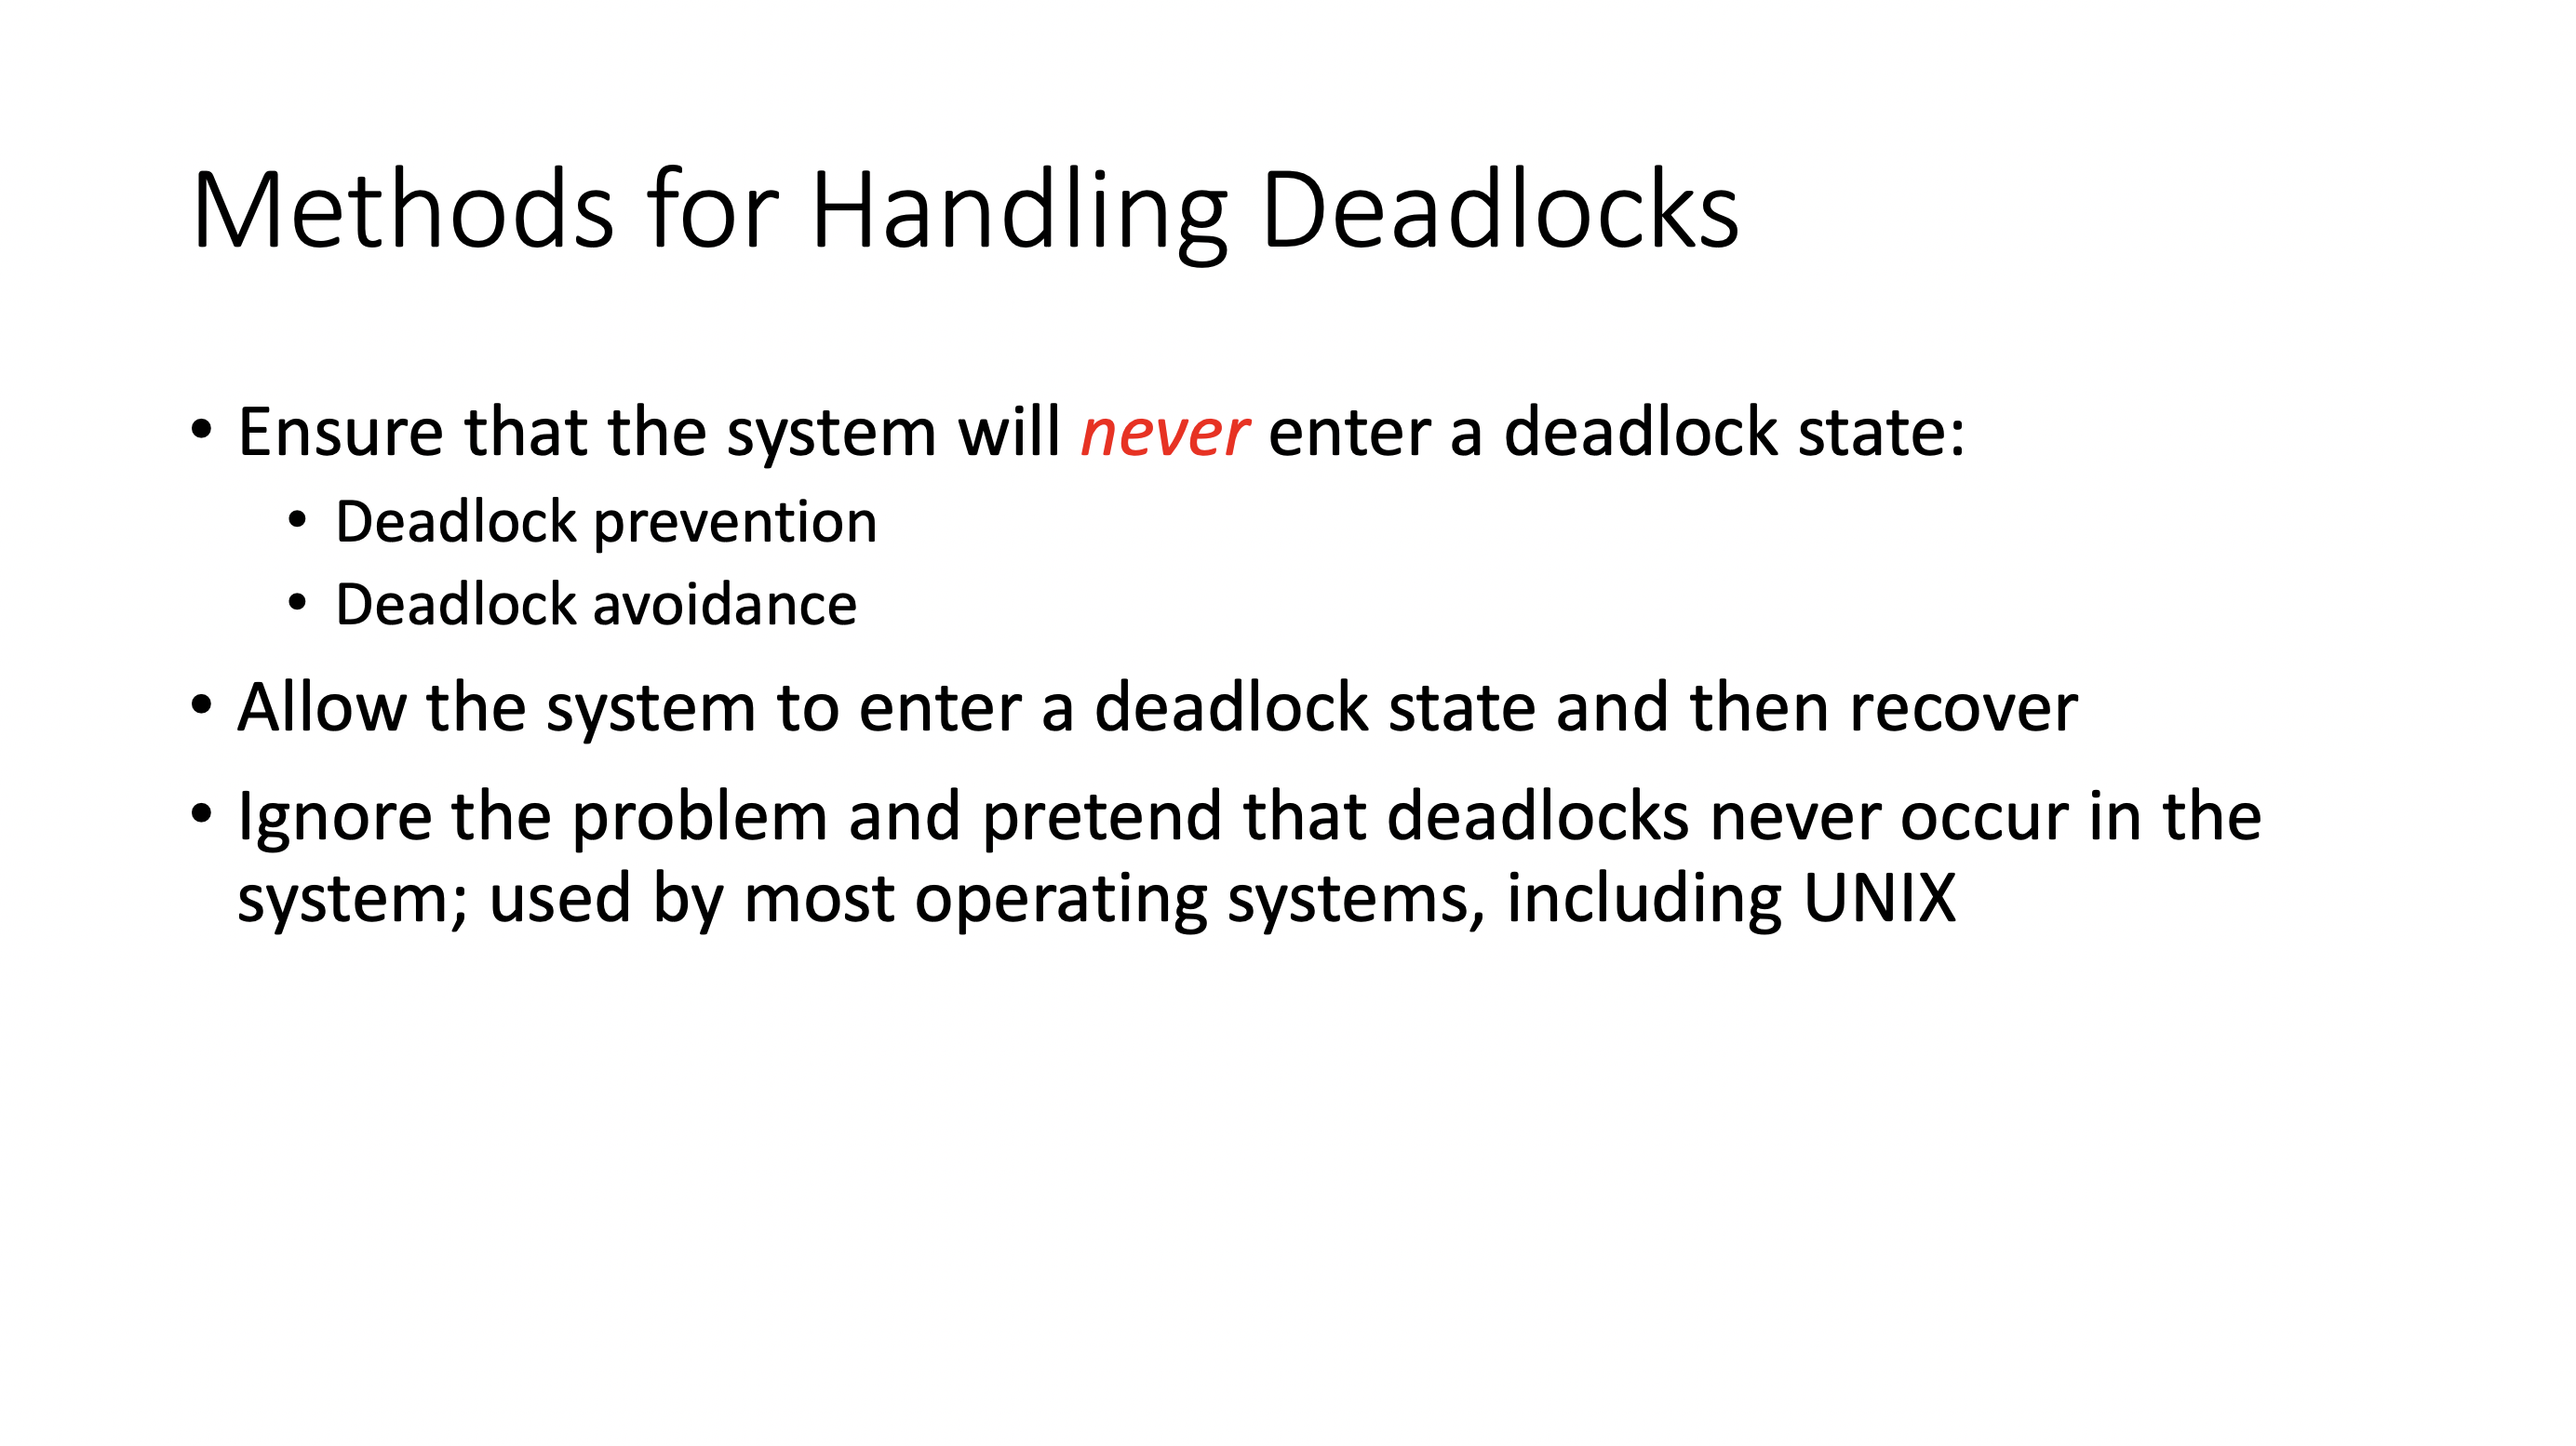 Methods for Handling Deadlocks
• Ensure that the system will never enter a deadlock state:
• Deadlock prevention
• Deadlock avoidance
• Allow the system to enter a deadlock state and then recover
• Ignore the problem and pretend that deadlocks never occur in the
system; used by most operating systems, including UNIX